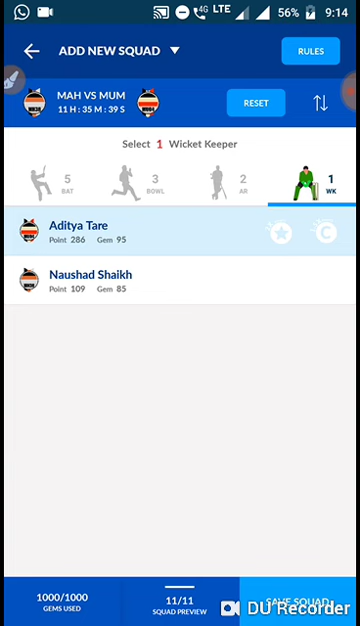 4G LTE 56% 9:14
ADD NEW SQUAD
RULES
MAH VS MUM
11 H : 35 M : 39 S
RESET
Select 1 Wicket Keeper
5 BAT
3 BOWL
2 AR
1 WK
Aditya Tare
Point 286 Gem 95
C
Naushad Shaikh
Point 109 Gem 85
1000/1000
GEMS USED
11/11
SQUAD PREVIEW
SAVE SQUAD
DU Recorder